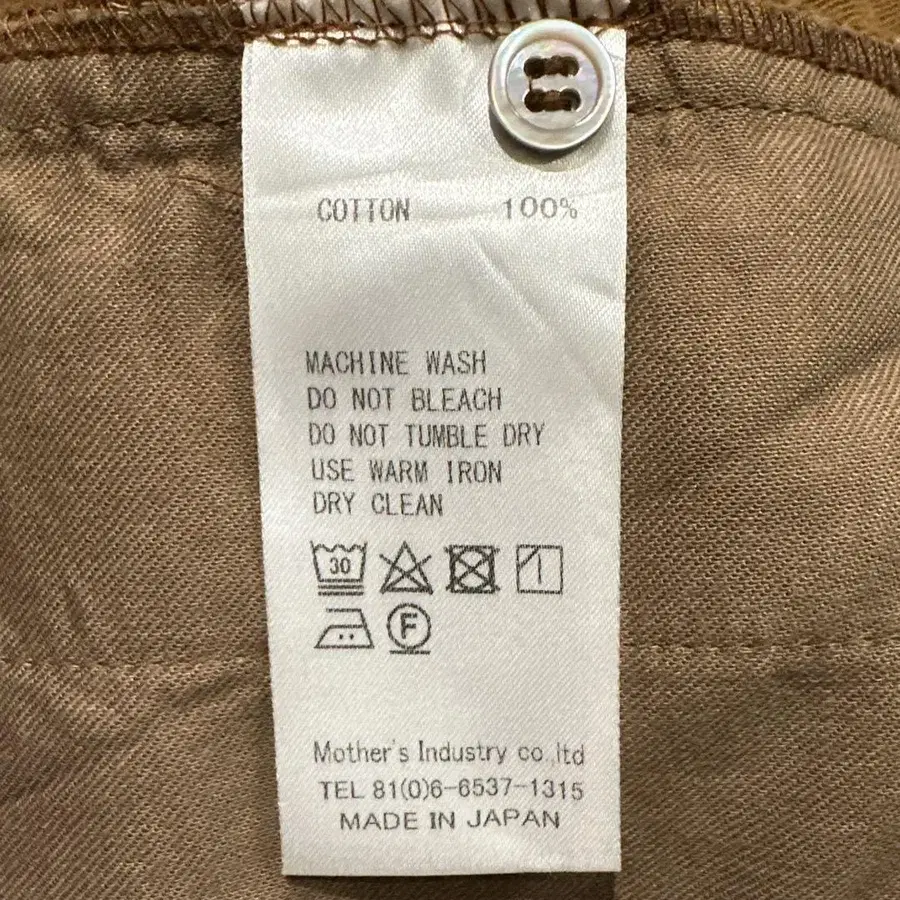 COTTON 100%
MACHINE WASH
DO NOT BLEACH
DO NOT TUMBLE DRY
USE WARM IRON
DRY CLEAN
30
F
Mother's Industry co.,ltd
TEL 81(0)6-6537-1315
MADE IN JAPAN